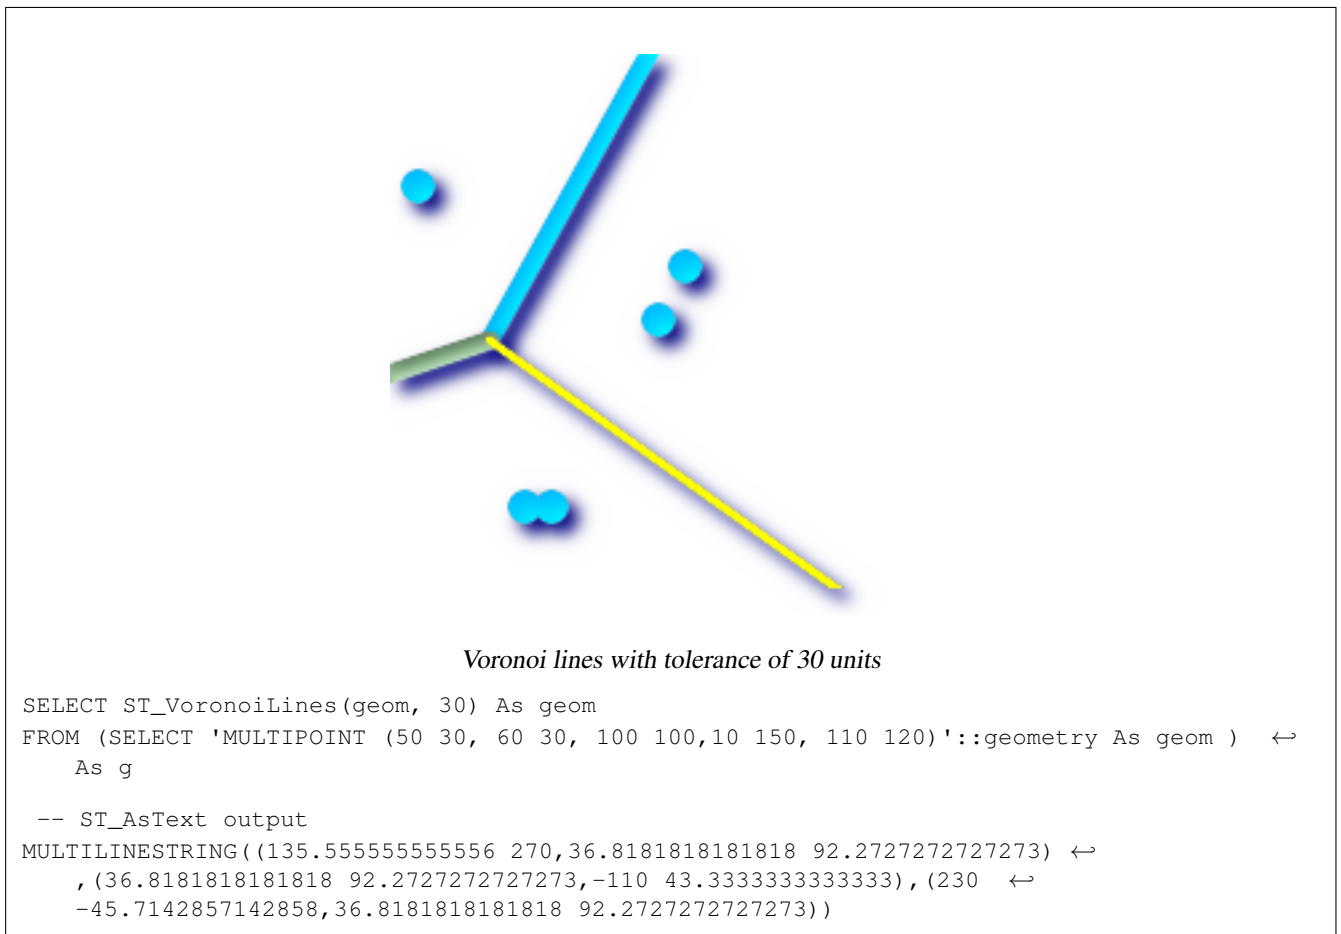 Voronoi lines with tolerance of 30 units
SELECT ST_VoronoiLines(geom, 30) As geom
FROM (SELECT 'MULTIPOINT (50 30, 60 30, 100 100,10 150, 110 120)'::geometry As geom )  ↩
As g
-- ST_AsText output
MULTILINESTRING((135.555555555556 270,36.8181818181818 92.2727272727273) ↩
,(36.8181818181818 92.2727272727273,-110 43.3333333333333),(230  ↩
-45.7142857142858,36.8181818181818 92.2727272727273))